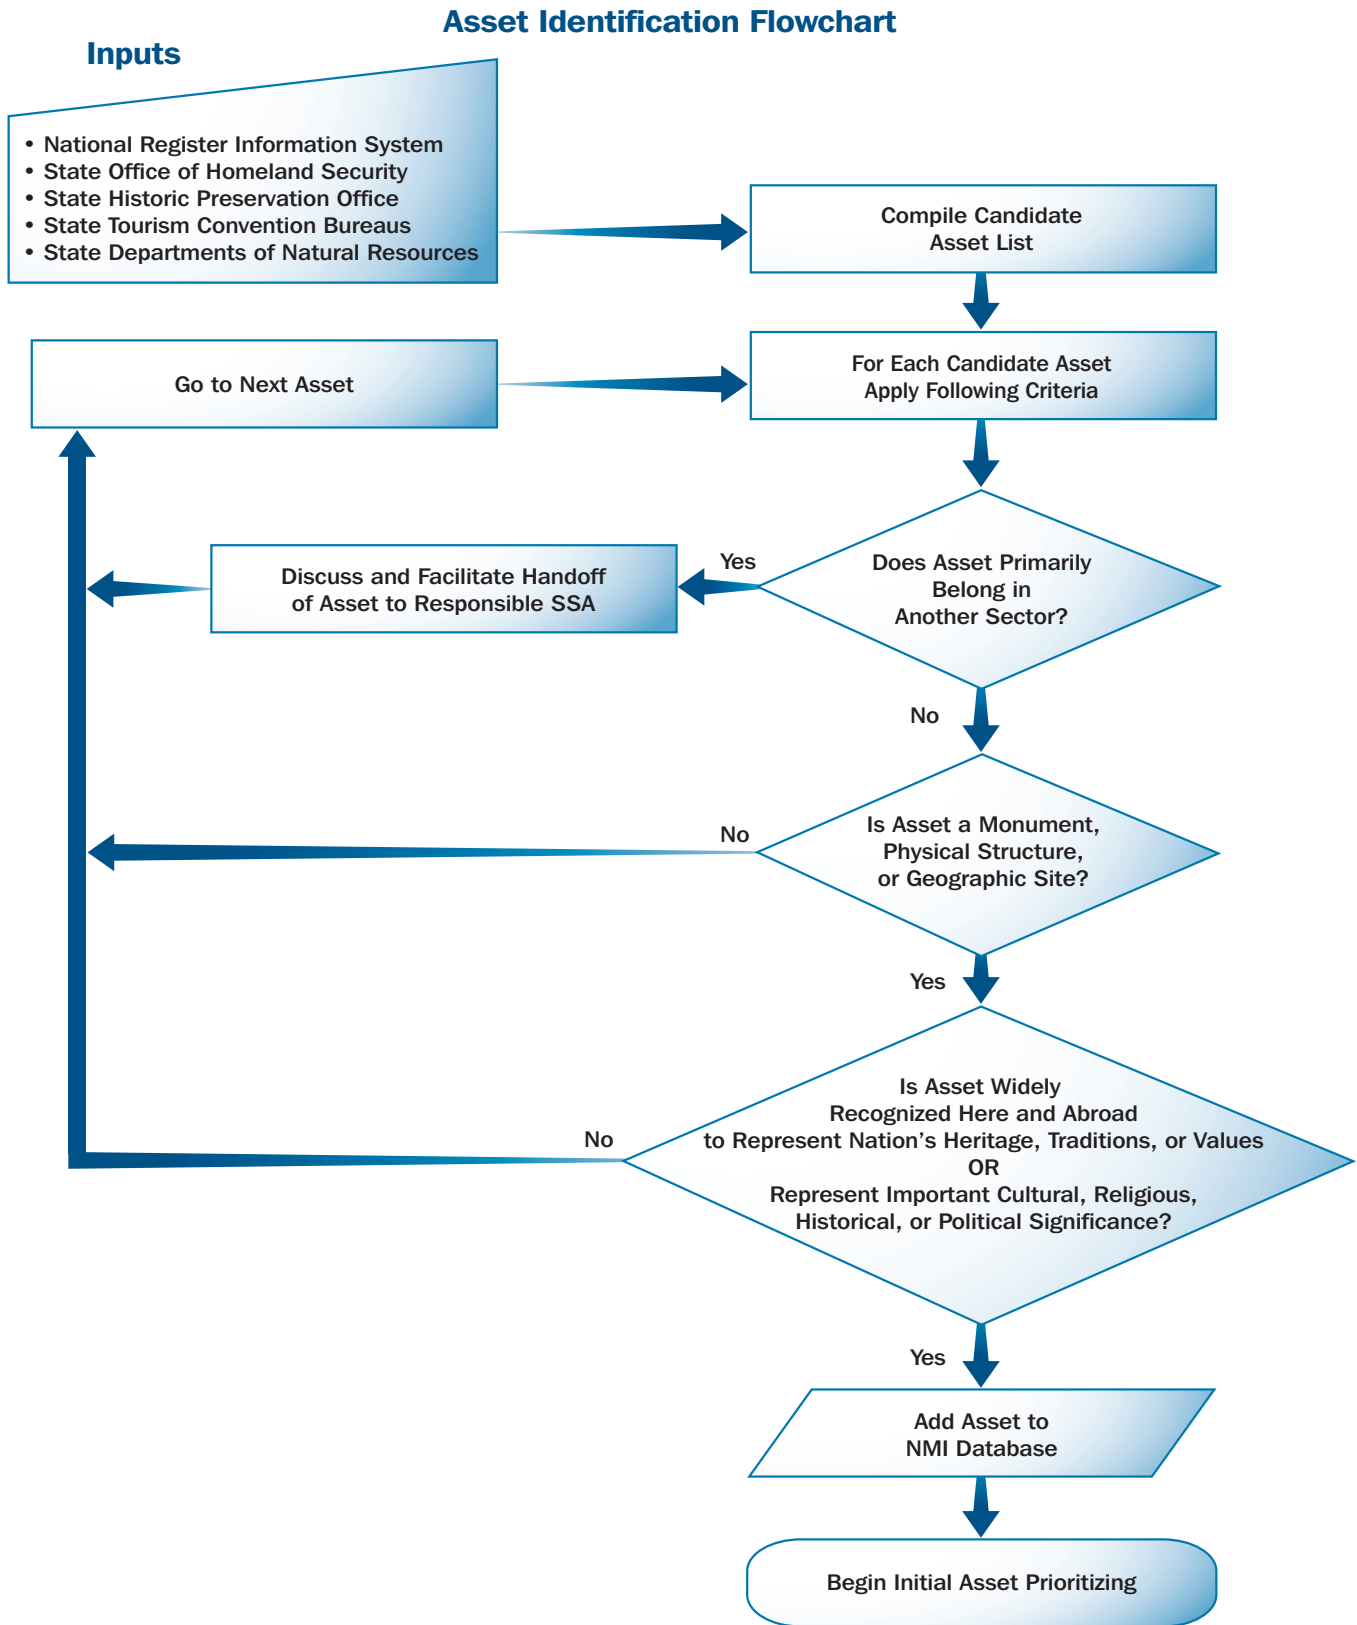 Asset Identification Flowchart
Inputs
• National Register Information System
• State Office of Homeland Security
• State Historic Preservation Office
• State Tourism Convention Bureaus
• State Departments of Natural Resources
Compile Candidate
Asset List
Go to Next Asset
For Each Candidate Asset
Apply Following Criteria
Does Asset Primarily
Belong in
Another Sector?
Yes
Discuss and Facilitate Handoff
of Asset to Responsible SSA
No
Is Asset a Monument,
Physical Structure,
or Geographic Site?
No
Yes
Is Asset Widely
Recognized Here and Abroad
to Represent Nation’s Heritage, Traditions, or Values
OR
Represent Important Cultural, Religious,
Historical, or Political Significance?
No
Yes
Add Asset to
NMI Database
Begin Initial Asset Prioritizing